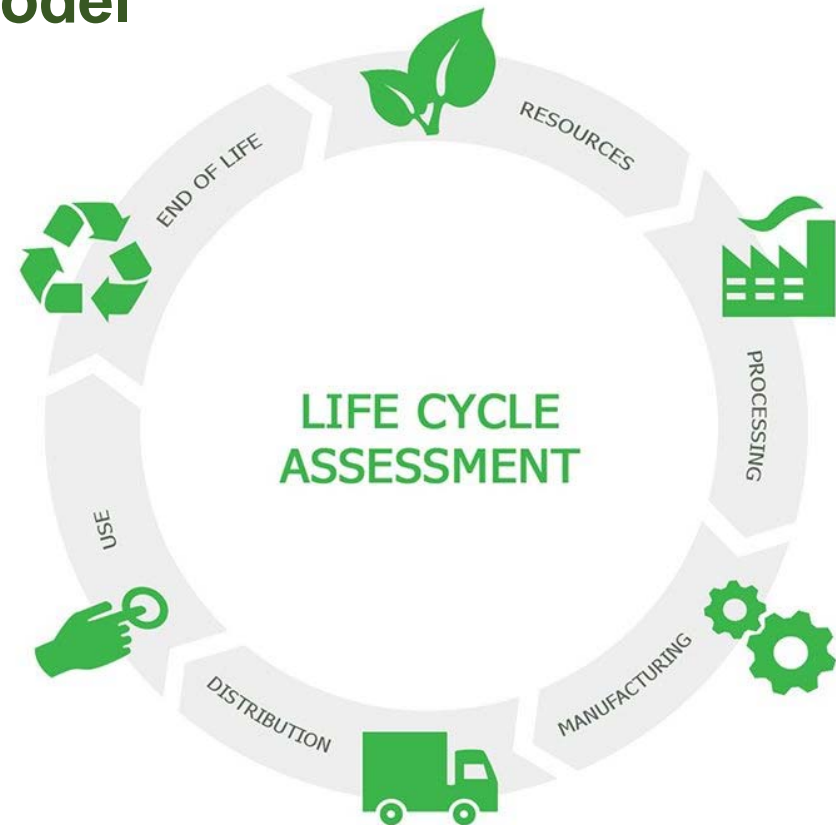 odel
RESOURCES
PROCESSING
MANUFACTURING
DISTRIBUTION
USE
END OF LIFE
LIFE CYCLE
ASSESSMENT